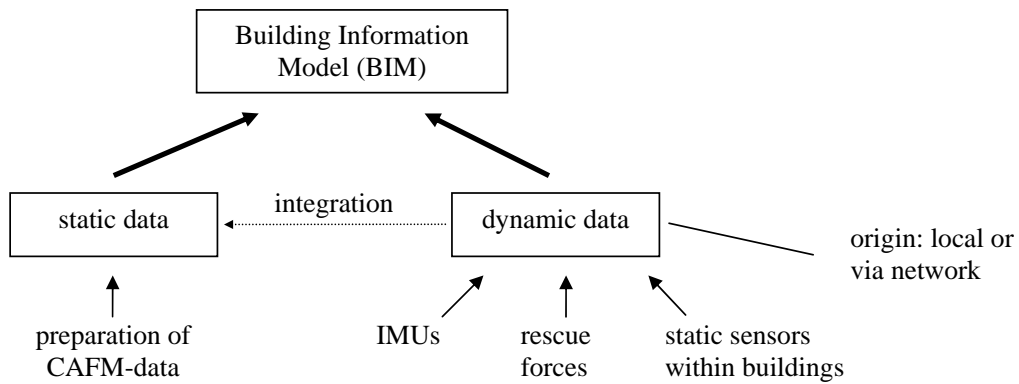 Building Information
Model (BIM)
static data
integration
dynamic data
origin: local or
via network
preparation of
CAFM-data
IMUs
rescue
forces
static sensors
within buildings